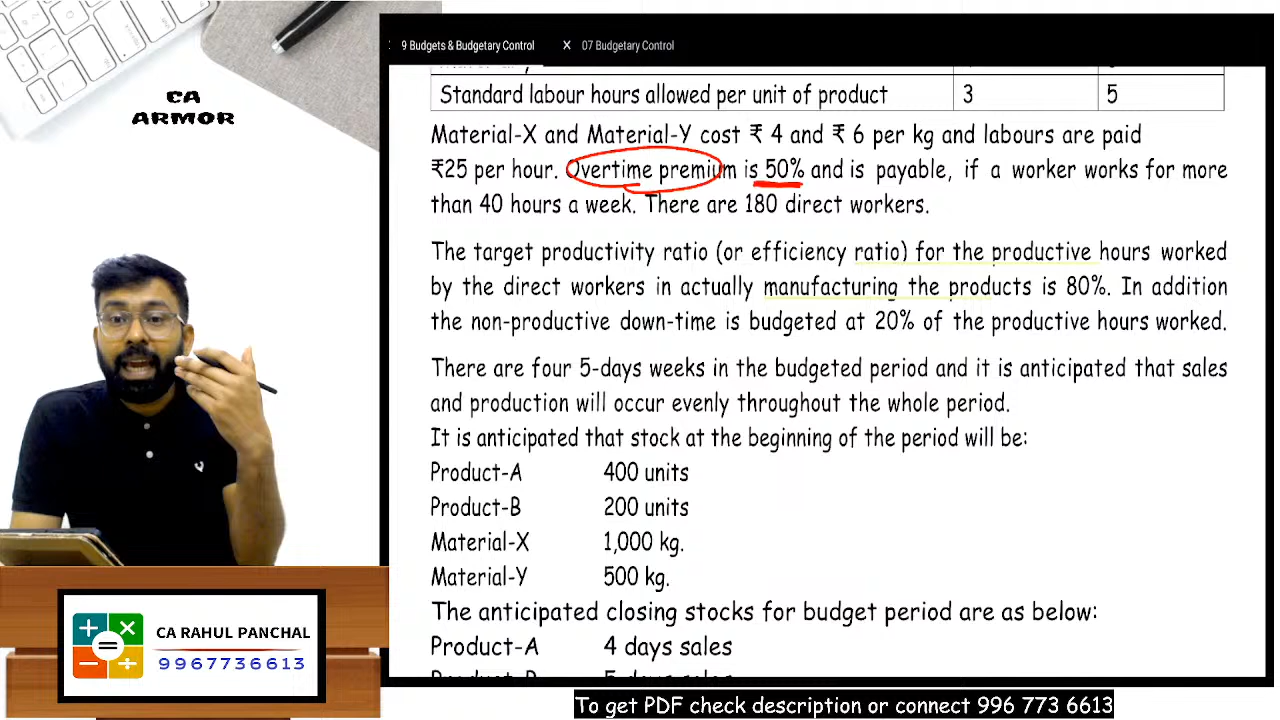 9 Budgets & Budgetary Control
X 07 Budgetary Control
CA
ARMOR
Standard labour hours allowed per unit of product 3 5
Material-X and Material-Y cost ₹ 4 and ₹ 6 per kg and labours are paid
₹25 per hour. Overtime premium is 50% and is payable, if a worker works for more
than 40 hours a week. There are 180 direct workers.
The target productivity ratio (or efficiency ratio) for the productive hours worked
by the direct workers in actually manufacturing the products is 80%. In addition
the non-productive down-time is budgeted at 20% of the productive hours worked.
There are four 5-days weeks in the budgeted period and it is anticipated that sales
and production will occur evenly throughout the whole period.
It is anticipated that stock at the beginning of the period will be:
Product-A 400 units
Product-B 200 units
Material-X 1,000 kg.
Material-Y 500 kg.
The anticipated closing stocks for budget period are as below:
Product-A 4 days sales
Product-B 5 days sales
CA RAHUL PANCHAL
9967736613
To get PDF check description or connect 996 773 6613